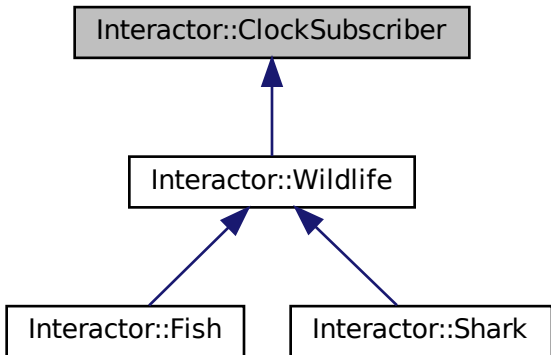 Interactor::ClockSubscriber
Interactor::Wildlife
Interactor::Fish
Interactor::Shark